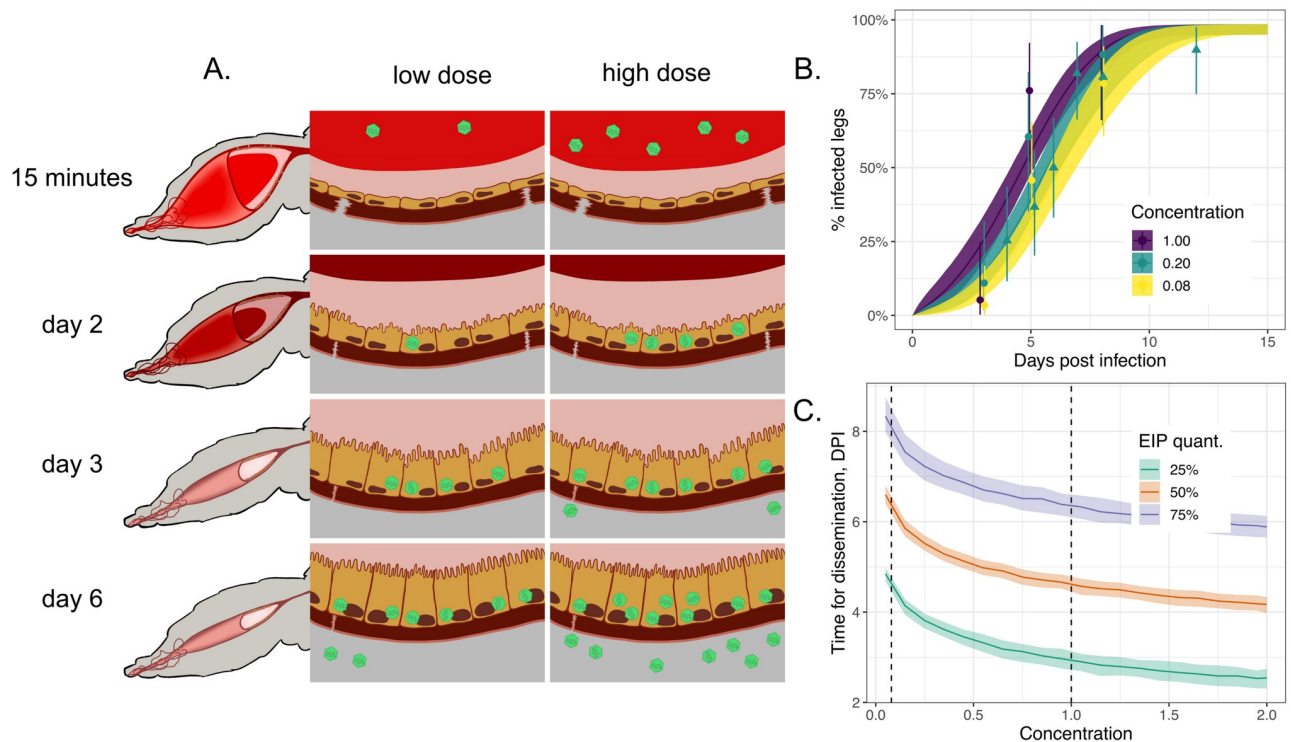 A.
low dose
high dose
15 minutes
day 2
day 3
day 6
B.
100%
75%
50%
25%
0%
% infected legs
0
5
10
15
Days post infection
Concentration
1.00
0.20
0.08
C.
8
6
4
2
Time for dissemination, DPI
EIP quant.
25%
50%
75%
0.0
0.5
1.0
1.5
2.0
Concentration